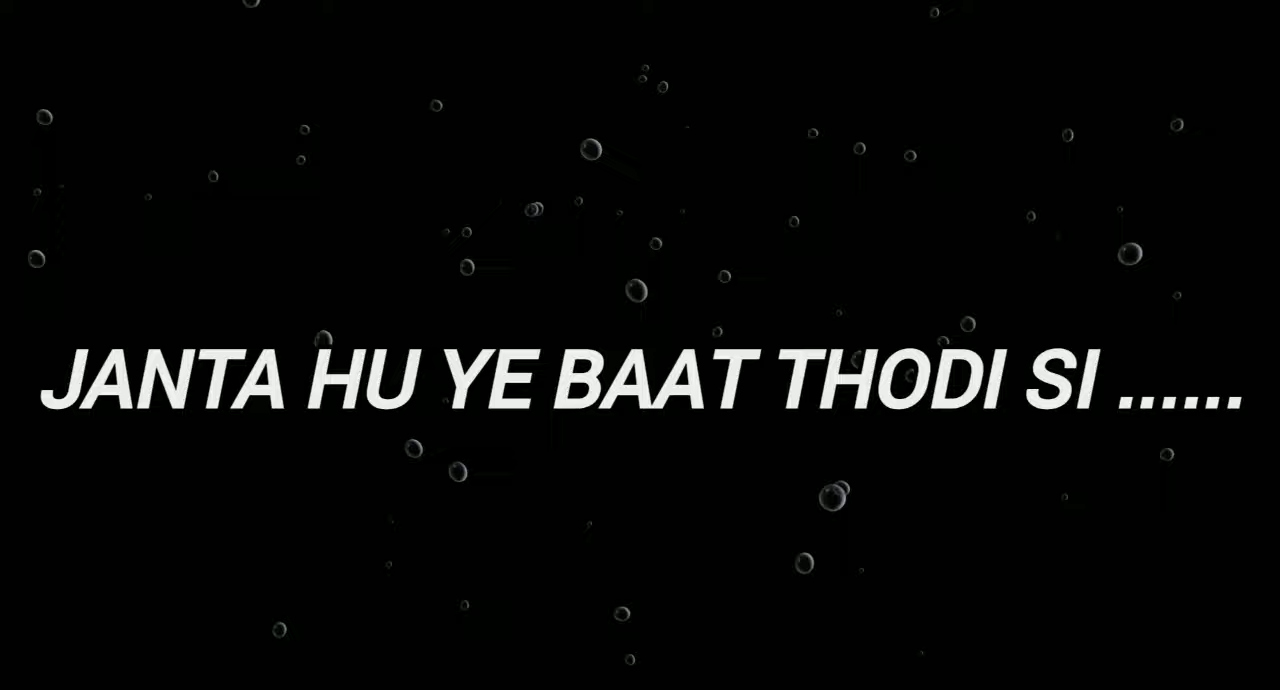 JANTA HU YE BAAT THODI SI ......